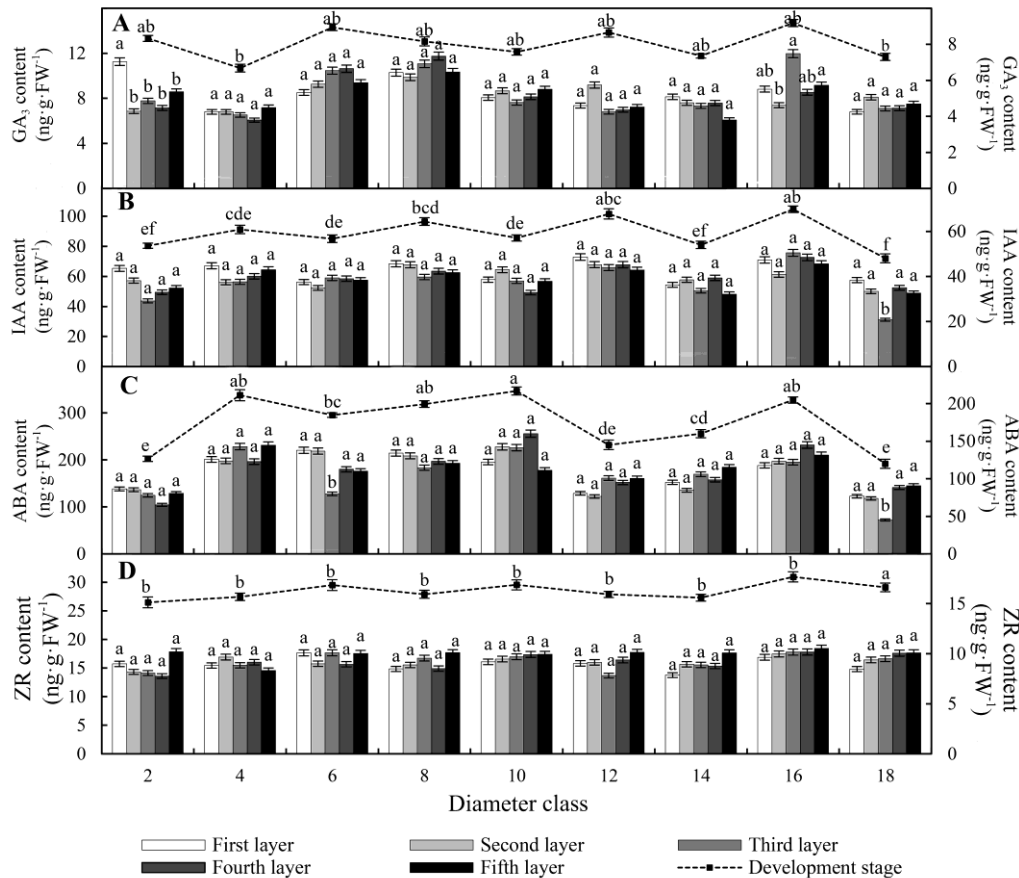 A
GA₃ content
(ng·g·FW⁻¹)
12
8
4
0
ab b ab ab ab ab ab a b
a b b b b
a a a a a
a a a a a
a a a a a
a a a a a
a a a a a
a a a a a
ab b a ab ab
a a a a a
8
6
4
2
0
GA₃ content
(ng·g·FW⁻¹)
B
IAA content
(ng·g·FW⁻¹)
100
80
60
40
20
0
ef cde de bcd de abc ef ab f
a a a a a
a a a a a
a a a a a
a a a a a
a a a a a
a a a a a
a a a a a
a a a a a
a a b a a
60
40
20
0
IAA content
(ng·g·FW⁻¹)
C
ABA content
(ng·g·FW⁻¹)
300
200
100
0
e ab bc ab a de cd ab e
a a a a a
a a a a a
a a b a a
a a a a a
a a a a a
a a a a a
a a a a a
a a a a a
a a b a a
200
150
100
50
0
ABA content
(ng·g·FW⁻¹)
D
ZR content
(ng·g·FW⁻¹)
30
25
20
15
10
5
0
b b b b b b b b a
a a a a a
a a a a a
a a a a a
a a a a a
a a a a a
a a a a a
a a a a a
a a a a a
a a a a a
15
10
5
0
ZR content
(ng·g·FW⁻¹)
2 4 6 8 10 12 14 16 18
Diameter class
First layer Second layer Third layer
Fourth layer Fifth layer Development stage